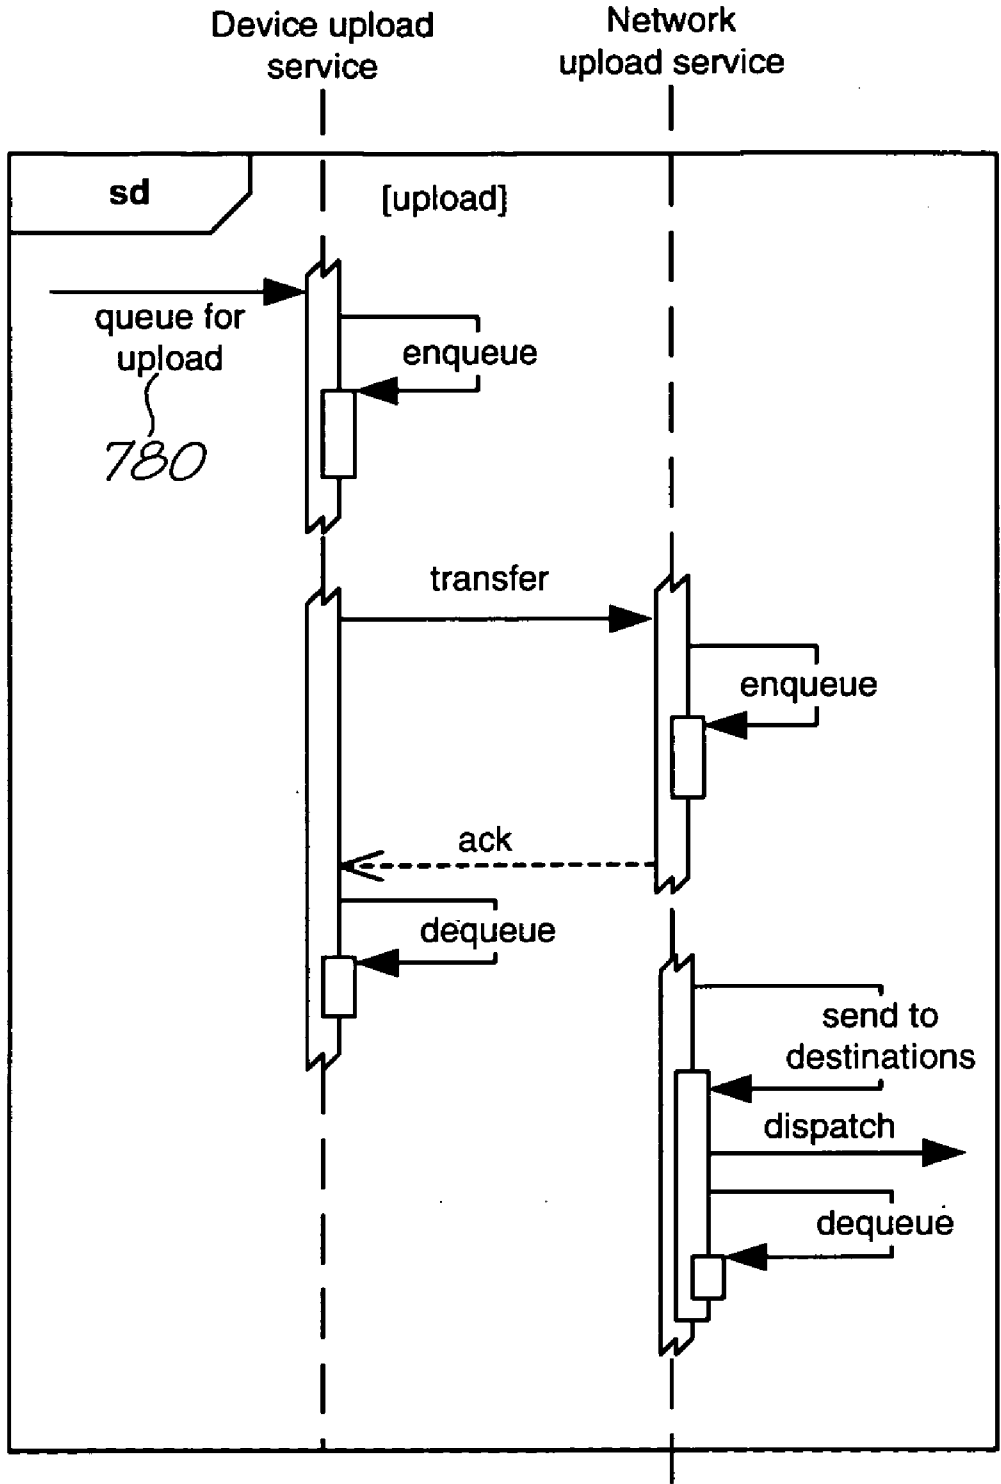 Device upload
service
Network
upload service
sd
[upload]
queue for
upload
780
enqueue
transfer
enqueue
ack
dequeue
send to
destinations
dispatch
dequeue